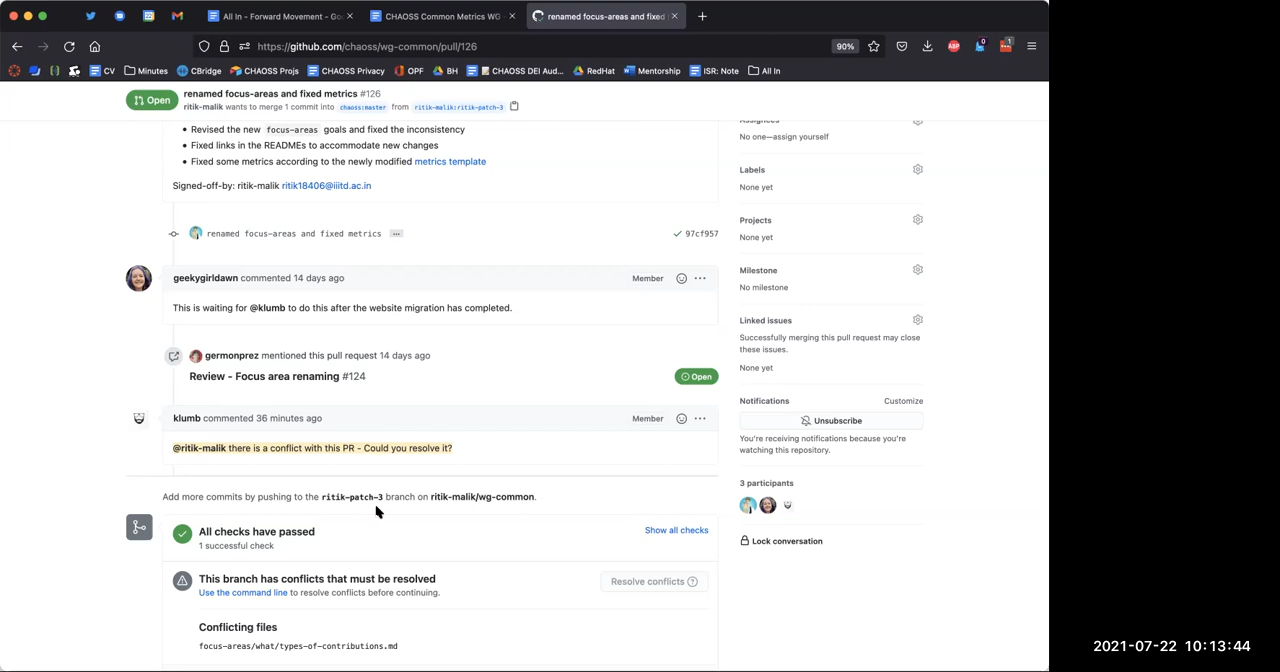 All In - Forward Movement - Go
CHAOSS Common Metrics WG
renamed focus-areas and fixed
https://github.com/chaoss/wg-common/pull/126
90%
ASP
0
1
CV
Minutes
CBridge
CHAOSS Projs
CHAOSS Privacy
OPF
BH
CHAOSS DEI Aud...
RedHat
Mentorship
ISR: Note
All In
Open
renamed focus-areas and fixed metrics #126
ritik-malik wants to merge 1 commit into chaoss:master from ritik-malik:ritik-patch-3
• Revised the new focus-areas goals and fixed the inconsistency
• Fixed links in the READMEs to accommodate new changes
• Fixed some metrics according to the newly modified metrics template
Signed-off-by: ritik-malik ritik18406@iiitd.ac.in
renamed focus-areas and fixed metrics ...
97cf957
geekygirldawn commented 14 days ago
Member
This is waiting for @klumb to do this after the website migration has completed.
germonprez mentioned this pull request 14 days ago
Review - Focus area renaming #124
Open
klumb commented 36 minutes ago
Member
@ritik-malik there is a conflict with this PR - Could you resolve it?
Add more commits by pushing to the ritik-patch-3 branch on ritik-malik/wg-common.
All checks have passed
1 successful check
Show all checks
This branch has conflicts that must be resolved
Use the command line to resolve conflicts before continuing.
Resolve conflicts
Conflicting files
focus-areas/what/types-of-contributions.md
Assignees
No one—assign yourself
Labels
None yet
Projects
None yet
Milestone
No milestone
Linked issues
Successfully merging this pull request may close
these issues.
None yet
Notifications
Customize
Unsubscribe
You're receiving notifications because you're
watching this repository.
3 participants
Lock conversation
2021-07-22 10:13:44